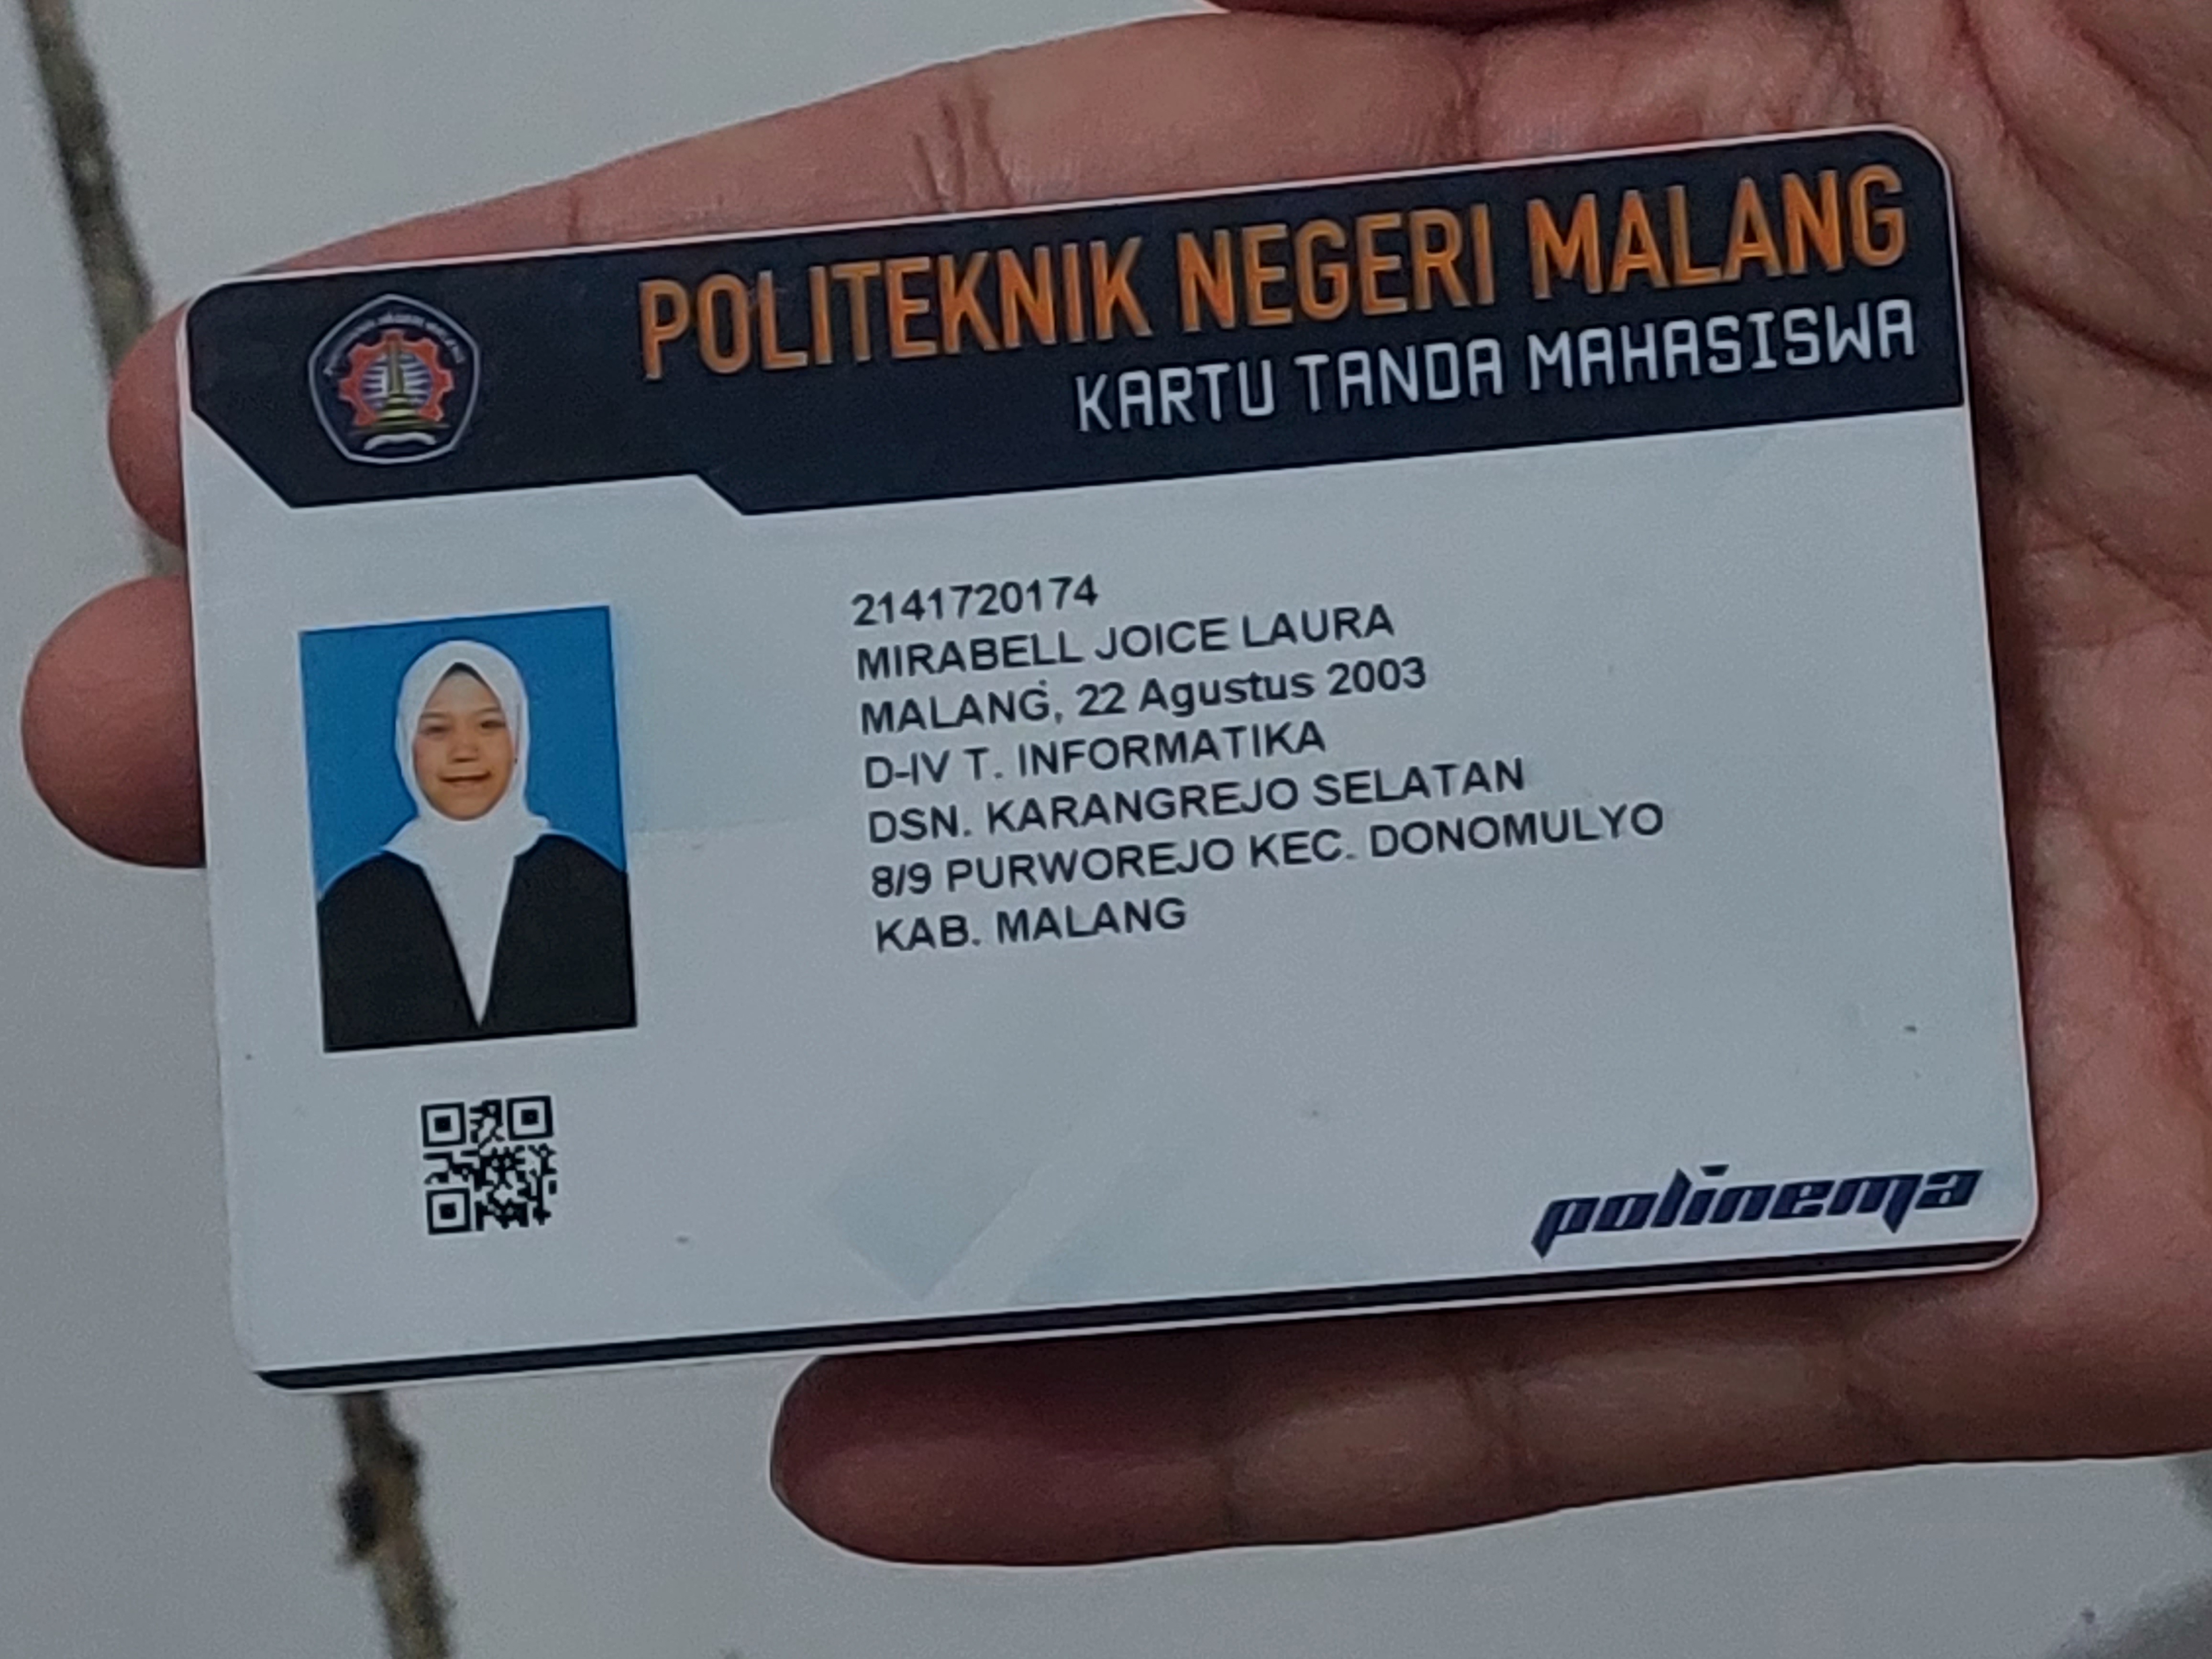 POLITEKNIK NEGERI MALANG
KARTU TANDA MAHASISWA
2141720174
MIRABELL JOICE LAURA
MALANG, 22 Agustus 2003
D-IV T. INFORMATIKA
DSN. KARANGREJO SELATAN
8/9 PURWOREJO KEC. DONOMULYO
KAB. MALANG
polinema